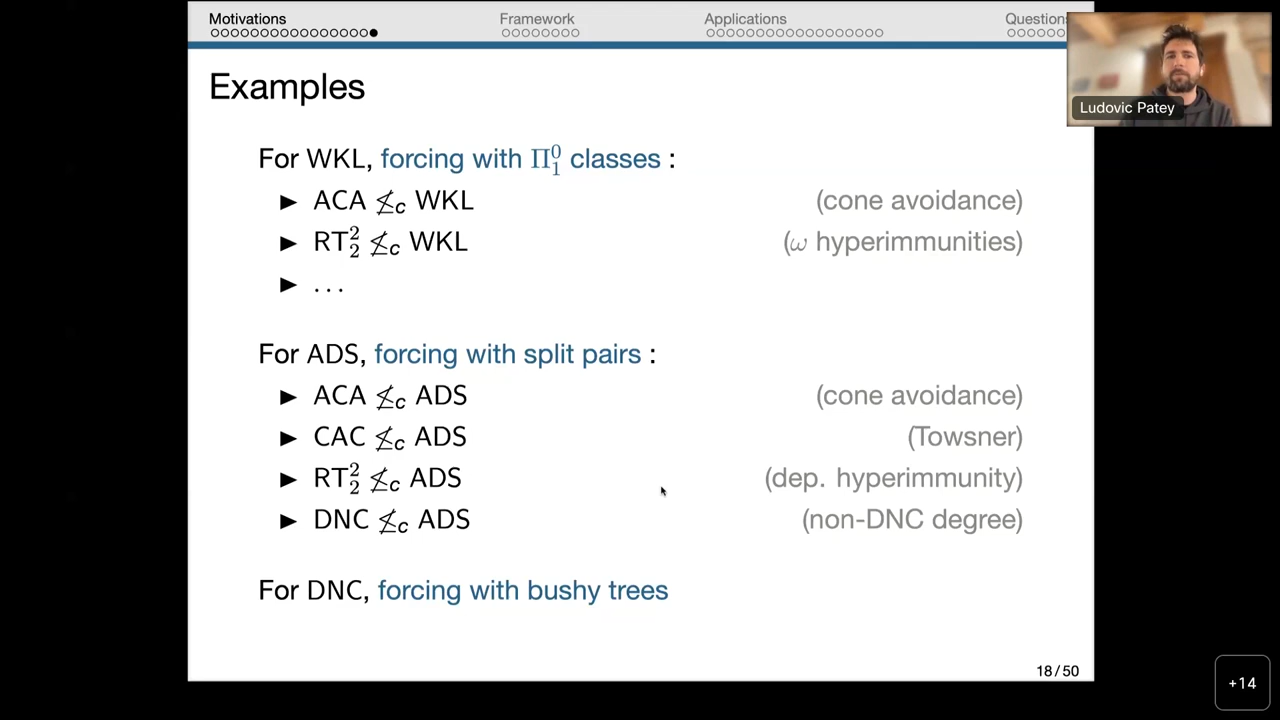 Motivations Framework Applications Question
Ludovic Patey
Examples
For WKL, forcing with Π⁰₁ classes :
▶ ACA ≰c WKL (cone avoidance)
▶ RT²₂ ≰c WKL (ω hyperimmunities)
▶ ...
For ADS, forcing with split pairs :
▶ ACA ≰c ADS (cone avoidance)
▶ CAC ≰c ADS (Towsner)
▶ RT²₂ ≰c ADS (dep. hyperimmunity)
▶ DNC ≰c ADS (non-DNC degree)
For DNC, forcing with bushy trees
18 / 50
+14